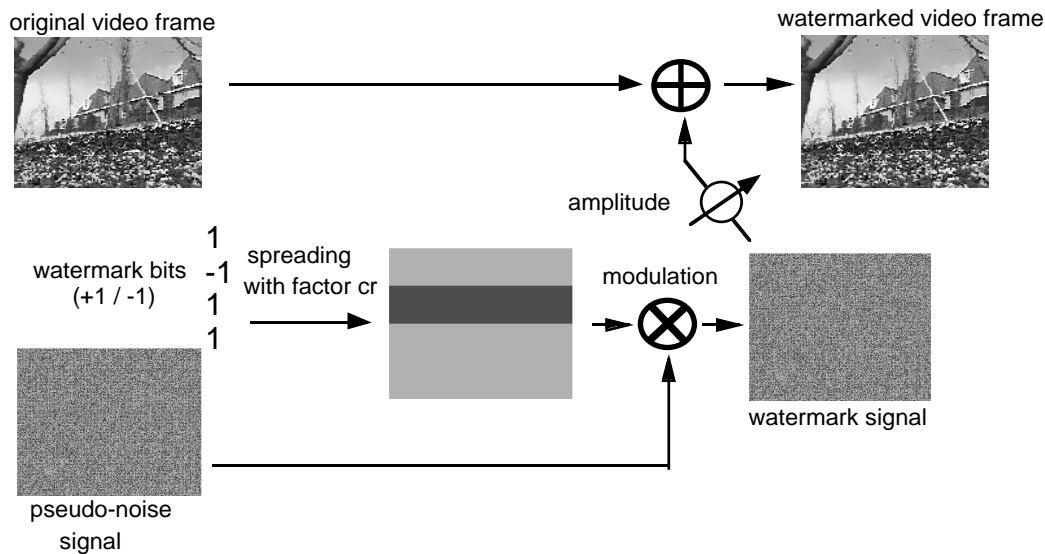 original video frame
watermarked video frame
amplitude
watermark bits
(+1 / -1)
1
-1
1
1
spreading
with factor cr
modulation
watermark signal
pseudo-noise
signal